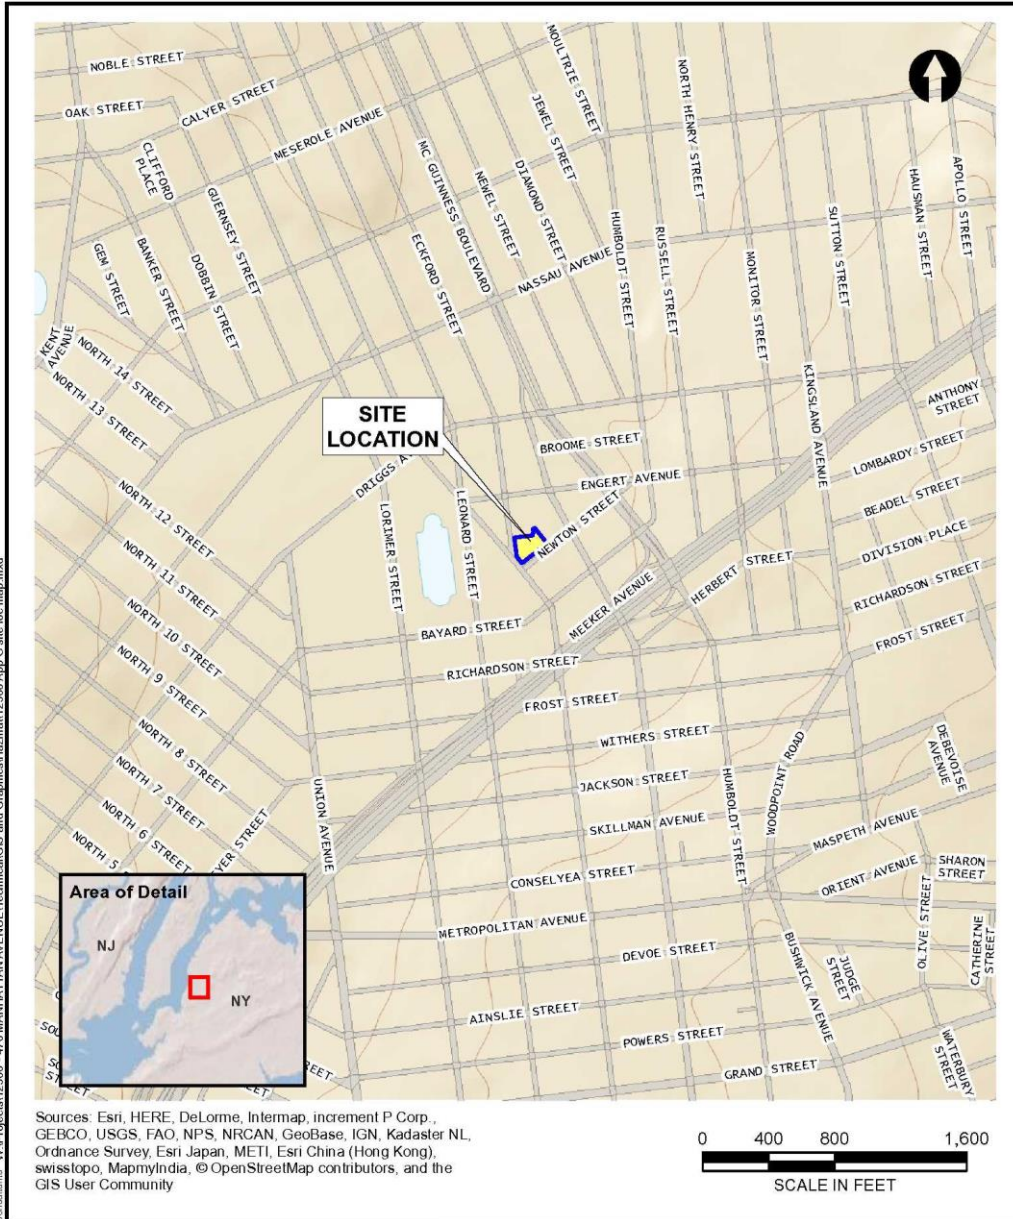 NOBLE STREET
OAK STREET
CALYER STREET
MESEROLE AVENUE
CLIFFORD
PLACE
GUERNSEY STREET
GEM STREET
BANKER STREET
DOBBIN STREET
MC GUINNESS BOULEVARD
ECKFORD STREET
NEWEL STREET
DIAMOND STREET
JEWEL STREET
MOULTRIE STREET
NORTH HENRY STREET
NASSAU AVENUE
HUMBOLDT STREET
RUSSELL STREET
MONITOR STREET
SUTTON STREET
HAUSMAN STREET
APOLLO STREET
KENT
AVENUE
NORTH 14 STREET
NORTH 13 STREET
NORTH 12 STREET
NORTH 11 STREET
NORTH 10 STREET
NORTH 9 STREET
NORTH 8 STREET
NORTH 7 STREET
NORTH 6 STREET
NORTH 5
SITE
LOCATION
DRIGGS
LORIMER STREET
LEONARD STREET
BROOME STREET
ENGERT AVENUE
NEWTON STREET
KINGSLAND AVENUE
ANTHONY
STREET
LOMBARDY STREET
BEADEL STREET
DIVISION PLACE
RICHARDSON STREET
FROST STREET
HERBERT STREET
MEEKER AVENUE
BAYARD STREET
RICHARDSON STREET
FROST STREET
WITHERS STREET
JACKSON STREET
SKILLMAN AVENUE
CONSELYEA STREET
METROPOLITAN AVENUE
DEVOE STREET
AINSLIE STREET
POWERS STREET
GRAND STREET
UNION AVENUE
HUMBOLDT STREET
WOODPOINT ROAD
DEBEVOISE
AVENUE
MASPETH AVENUE
ORIENT AVENUE
SHARON
STREET
OLIVE STREET
CATHERINE
STREET
BUSHWICK AVENUE
JUDGE
STREET
WATERBURY
STREET
Area of Detail
NJ
NY
Sources: Esri, HERE, DeLorme, Intermap, increment P Corp.,
GEBCO, USGS, FAO, NPS, NRCAN, GeoBase, IGN, Kadaster NL,
Ordnance Survey, Esri Japan, METI, Esri China (Hong Kong),
swisstopo, MapmyIndia, © OpenStreetMap contributors, and the
GIS User Community
0 400 800 1,600
SCALE IN FEET